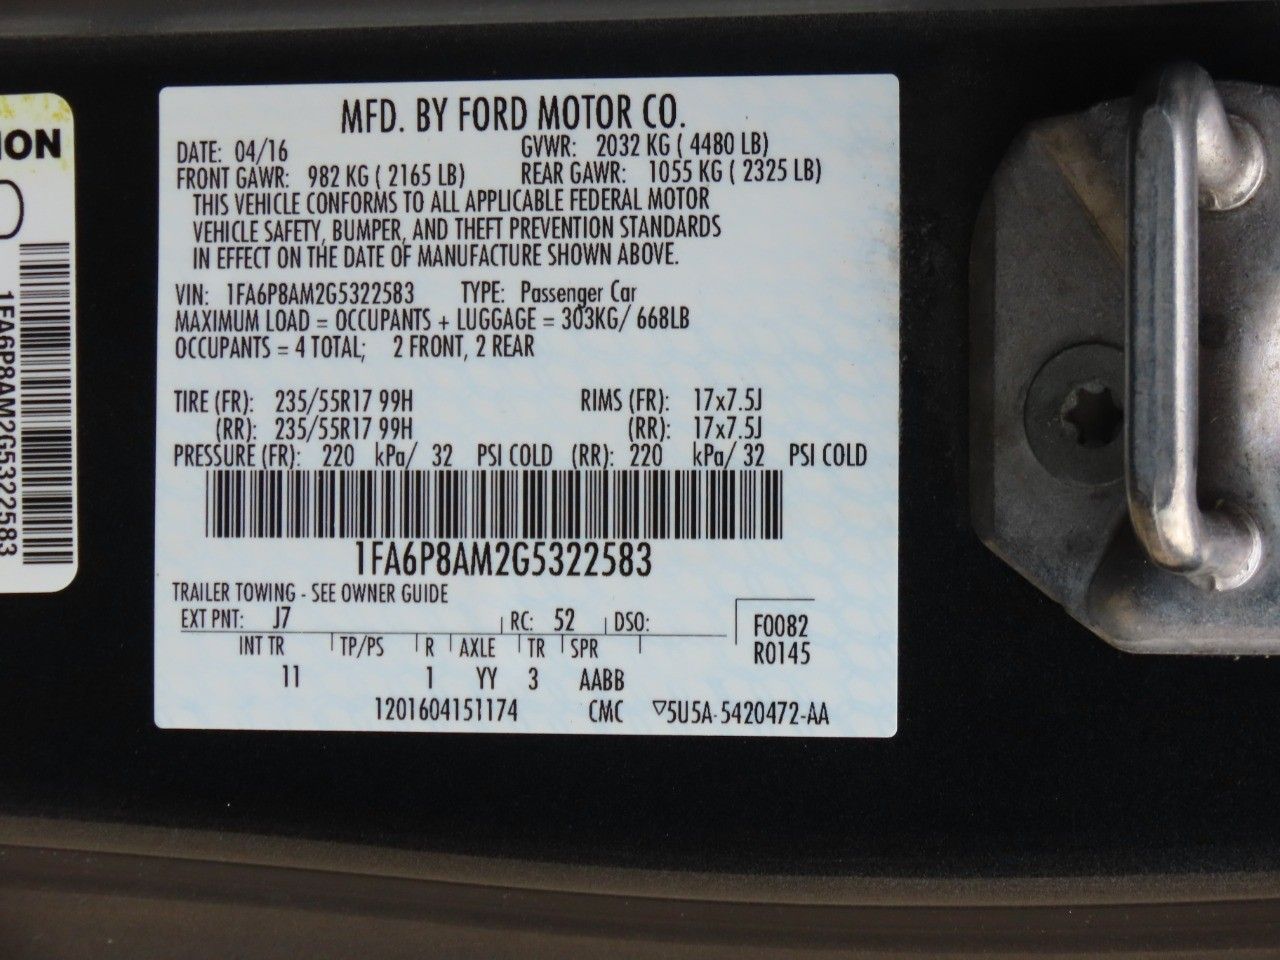 ION
1FA6P8AM2G5322583
MFD. BY FORD MOTOR CO.
DATE: 04/16 GVWR: 2032 KG ( 4480 LB)
FRONT GAWR: 982 KG ( 2165 LB) REAR GAWR: 1055 KG ( 2325 LB)
THIS VEHICLE CONFORMS TO ALL APPLICABLE FEDERAL MOTOR
VEHICLE SAFETY, BUMPER, AND THEFT PREVENTION STANDARDS
IN EFFECT ON THE DATE OF MANUFACTURE SHOWN ABOVE.
VIN: 1FA6P8AM2G5322583 TYPE: Passenger Car
MAXIMUM LOAD = OCCUPANTS + LUGGAGE = 303KG/ 668LB
OCCUPANTS = 4 TOTAL; 2 FRONT, 2 REAR
TIRE (FR): 235/55R17 99H RIMS (FR): 17x7.5J
(RR): 235/55R17 99H (RR): 17x7.5J
PRESSURE (FR): 220 kPa/ 32 PSI COLD (RR): 220 kPa/ 32 PSI COLD
1FA6P8AM2G5322583
TRAILER TOWING - SEE OWNER GUIDE
EXT PNT: J7 RC: 52 DSO: F0082
INT TR TP/PS R AXLE TR SPR R0145
11 1 YY 3 AABB
1201604151174 CMC ▽5U5A-5420472-AA